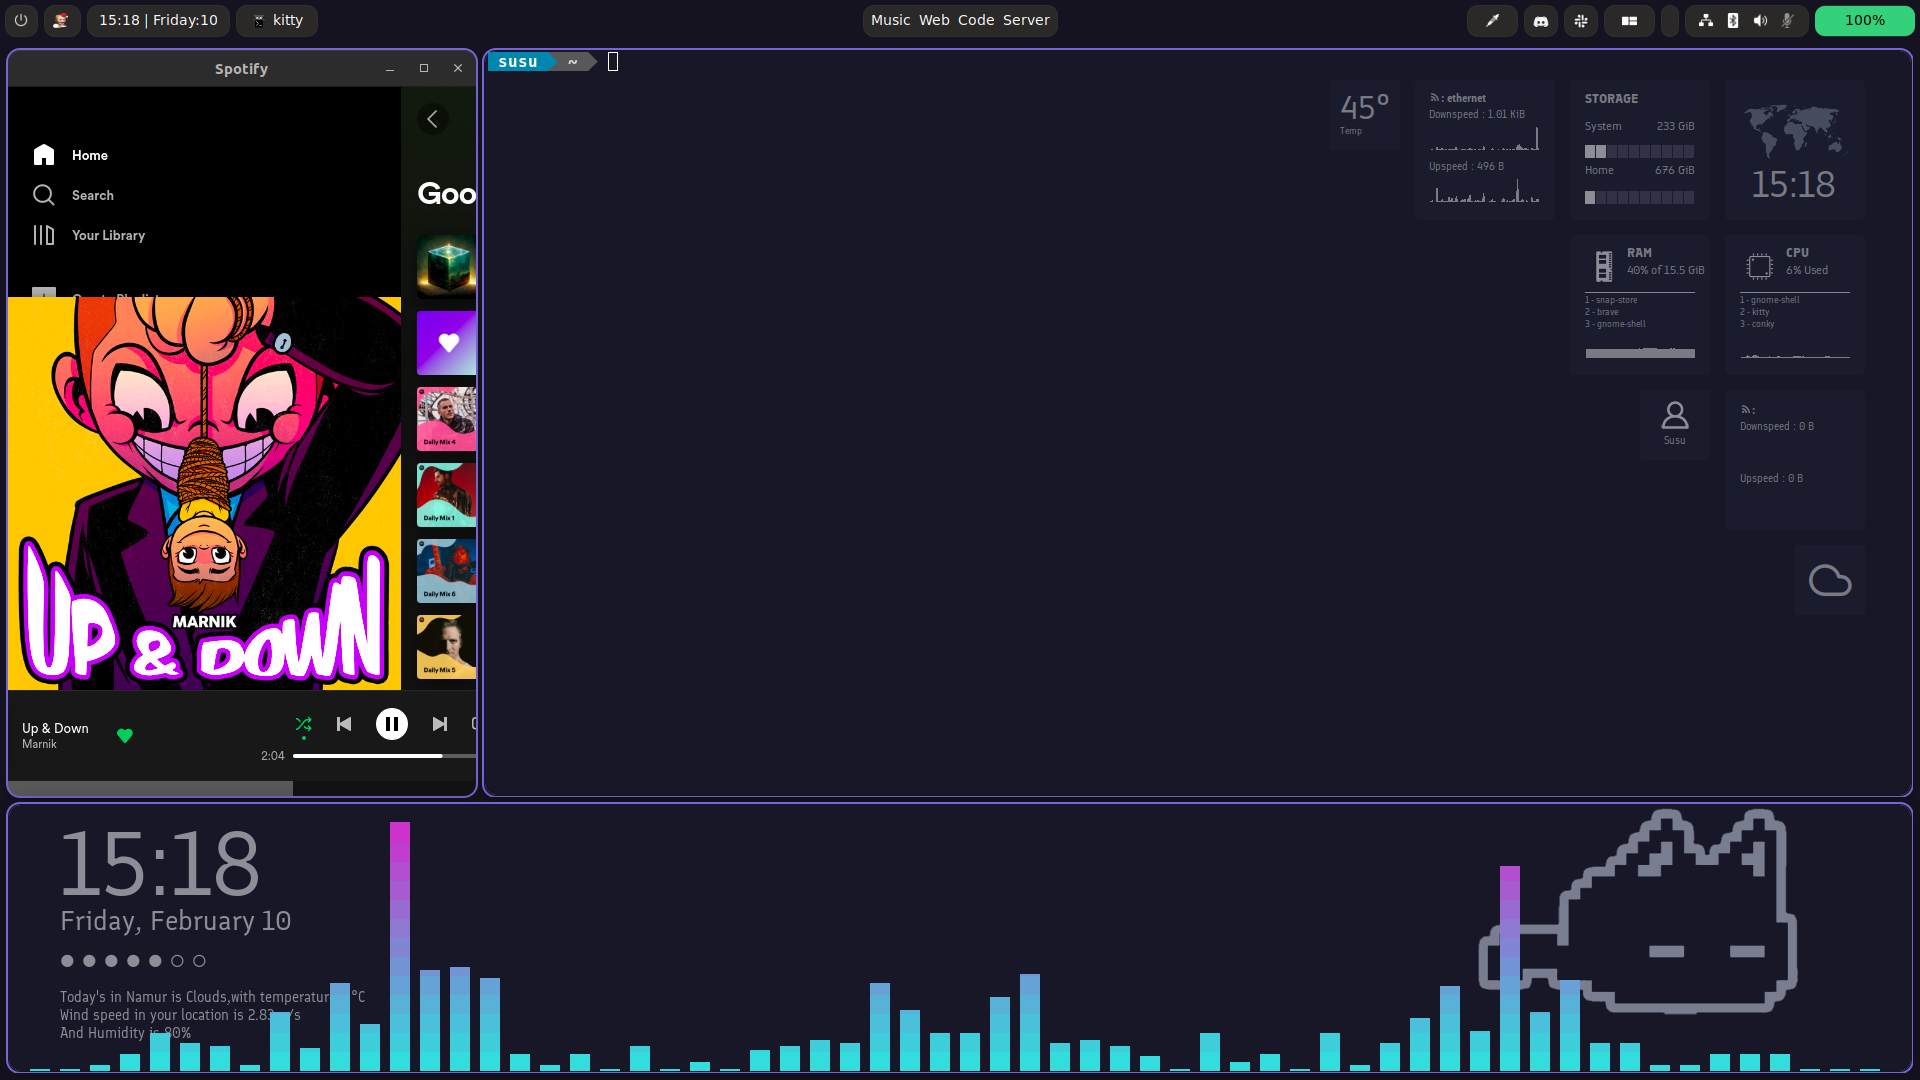 15:18 | Friday:10
kitty
Music Web Code Server
100%
Spotify
Home
Search
Your Library
Goo
UP & DOWN
MARNIK
Daily Mix 4
Daily Mix 1
Daily Mix 6
Daily Mix 5
Up & Down
Marnik
2:04
susu ~
45°
Temp
: ethernet
Downspeed : 1.01 KiB
Upspeed : 496 B
STORAGE
System 233 GiB
Home 676 GiB
15:18
RAM
40% of 15.5 GiB
1 - snap-store
2 - brave
3 - gnome-shell
CPU
6% Used
1 - gnome-shell
2 - kitty
3 - conky
Susu
:
Downspeed : 0 B
Upspeed : 0 B
15:18
Friday, February 10
Today's in Namur is Clouds,with temperatur °C
Wind speed in your location is 2.83 /s
And Humidity is 80%